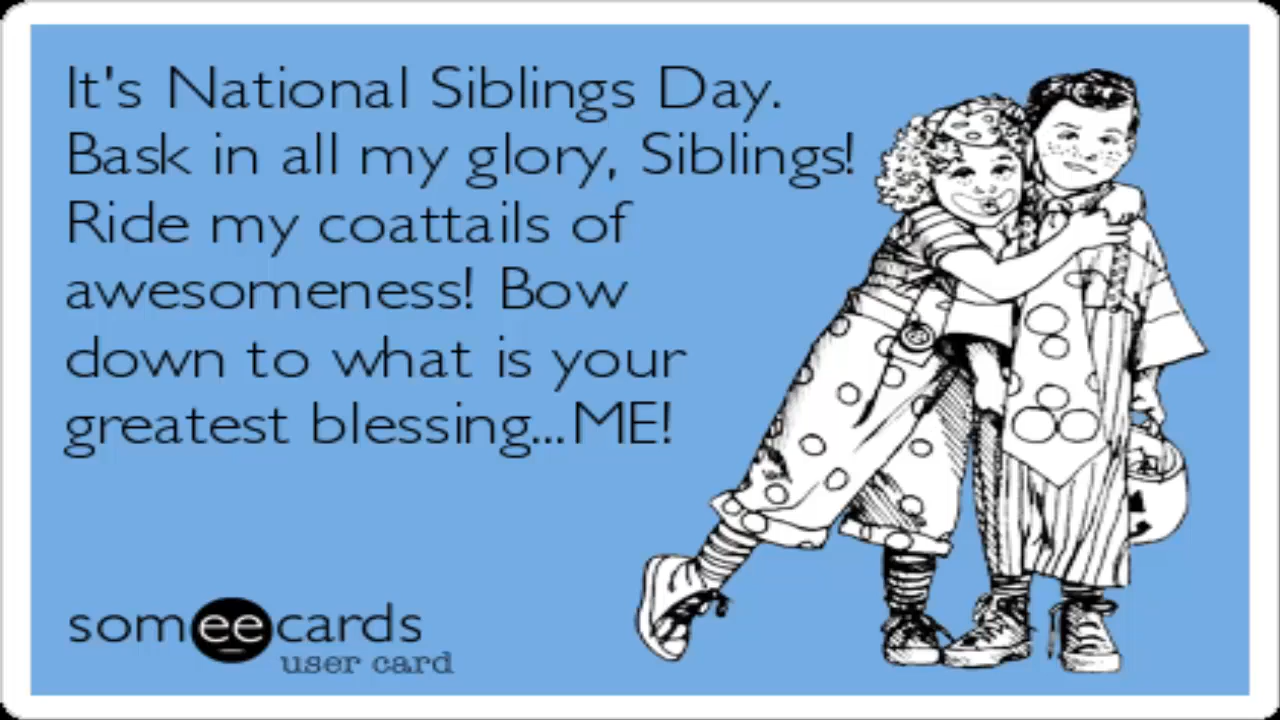 It's National Siblings Day.
Bask in all my glory, Siblings!
Ride my coattails of
awesomeness! Bow
down to what is your
greatest blessing...ME!
someecards
user card